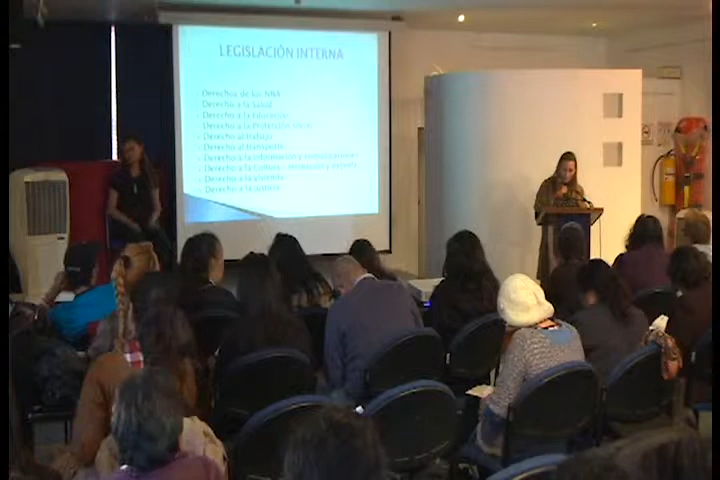 LEGISLACIÓN INTERNA
- Derechos de los NNA
- Derecho a la Salud
- Derecho a la Educación
- Derecho a la Protección social
- Derecho al trabajo
- Derecho al transporte
- Derecho a la información y comunicaciones
- Derecho a la Cultura -
- Derecho a la Vivienda
- Derecho a la Justicia